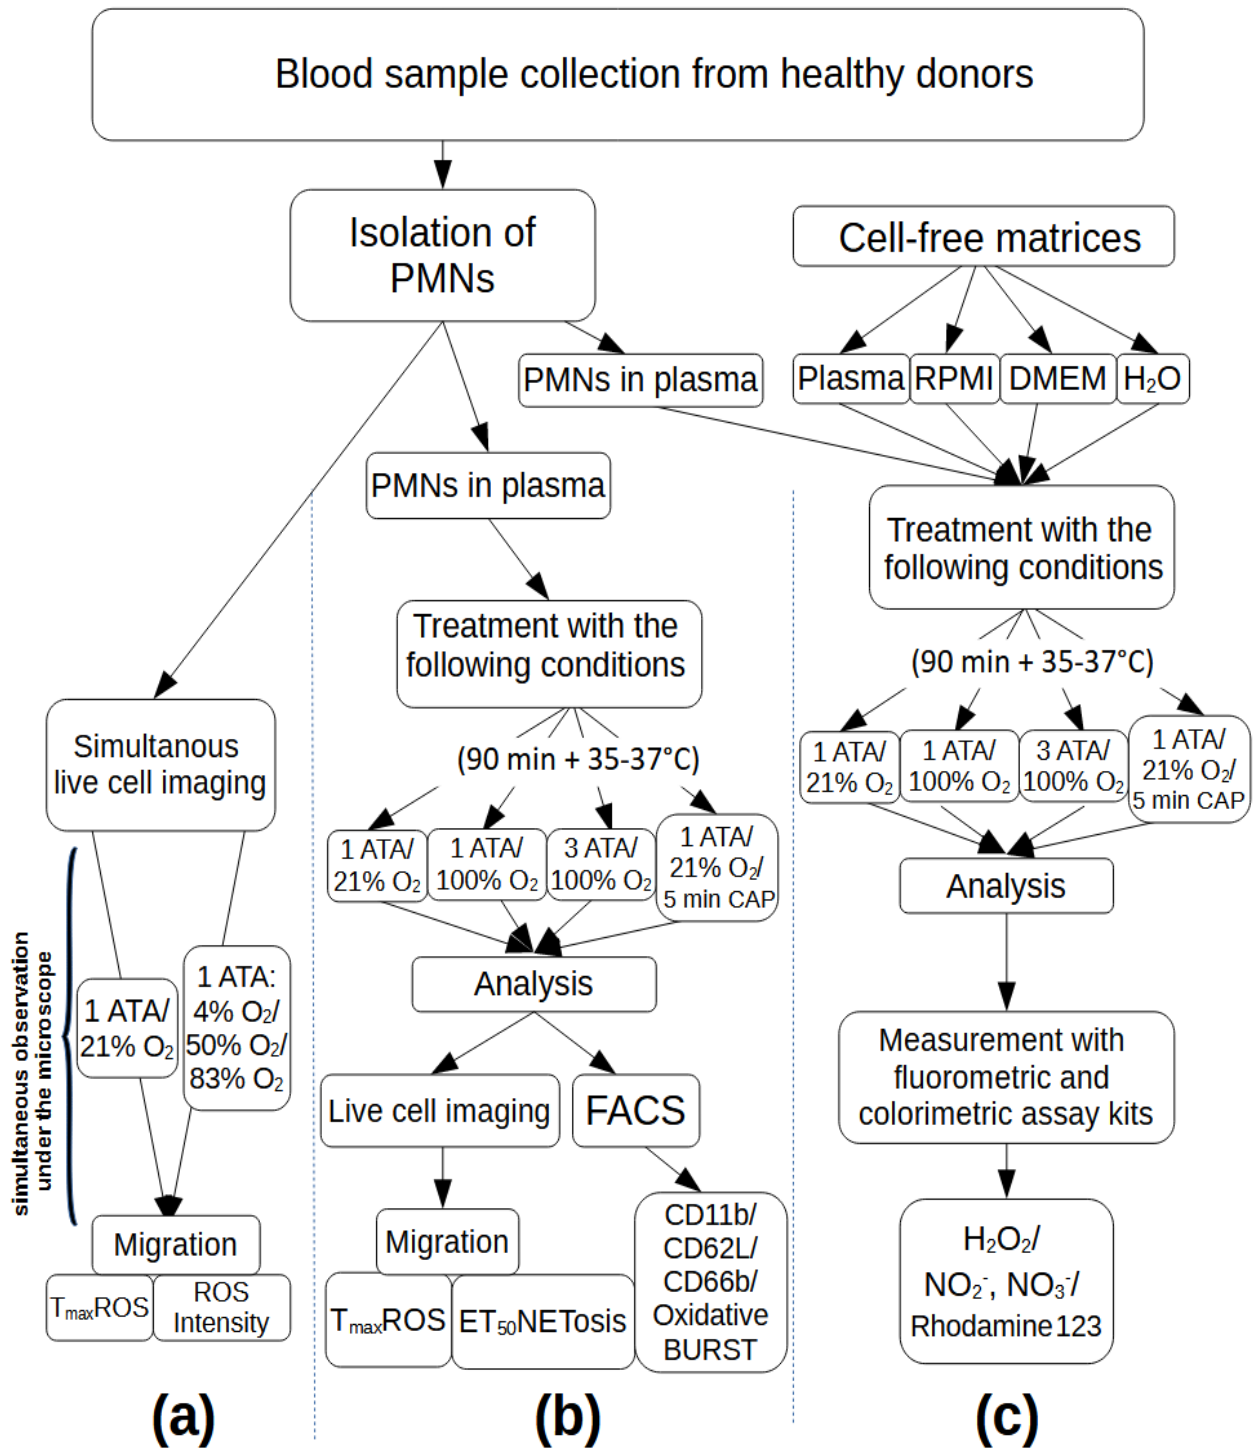 Blood sample collection from healthy donors
Isolation of
PMNs
Cell-free matrices
PMNs in plasma
Plasma
RPMI
DMEM
H₂O
PMNs in plasma
Treatment with the
following conditions
(90 min + 35-37°C)
1 ATA/
21% O₂
1 ATA/
100% O₂
3 ATA/
100% O₂
1 ATA/
21% O₂/
5 min CAP
Analysis
Measurement with
fluorometric and
colorimetric assay kits
H₂O₂/
NO₂⁻, NO₃⁻/
Rhodamine 123
Treatment with the
following conditions
(90 min + 35-37°C)
1 ATA/
21% O₂
1 ATA/
100% O₂
3 ATA/
100% O₂
1 ATA/
21% O₂/
5 min CAP
Analysis
Live cell imaging
FACS
Migration
TmaxROS
ET₅₀NETosis
CD11b/
CD62L/
CD66b/
Oxidative
BURST
Simultanous
live cell imaging
simultaneous observation
under the microscope
1 ATA/
21% O₂
1 ATA:
4% O₂/
50% O₂/
83% O₂
Migration
TmaxROS
ROS
Intensity
(a)
(b)
(c)